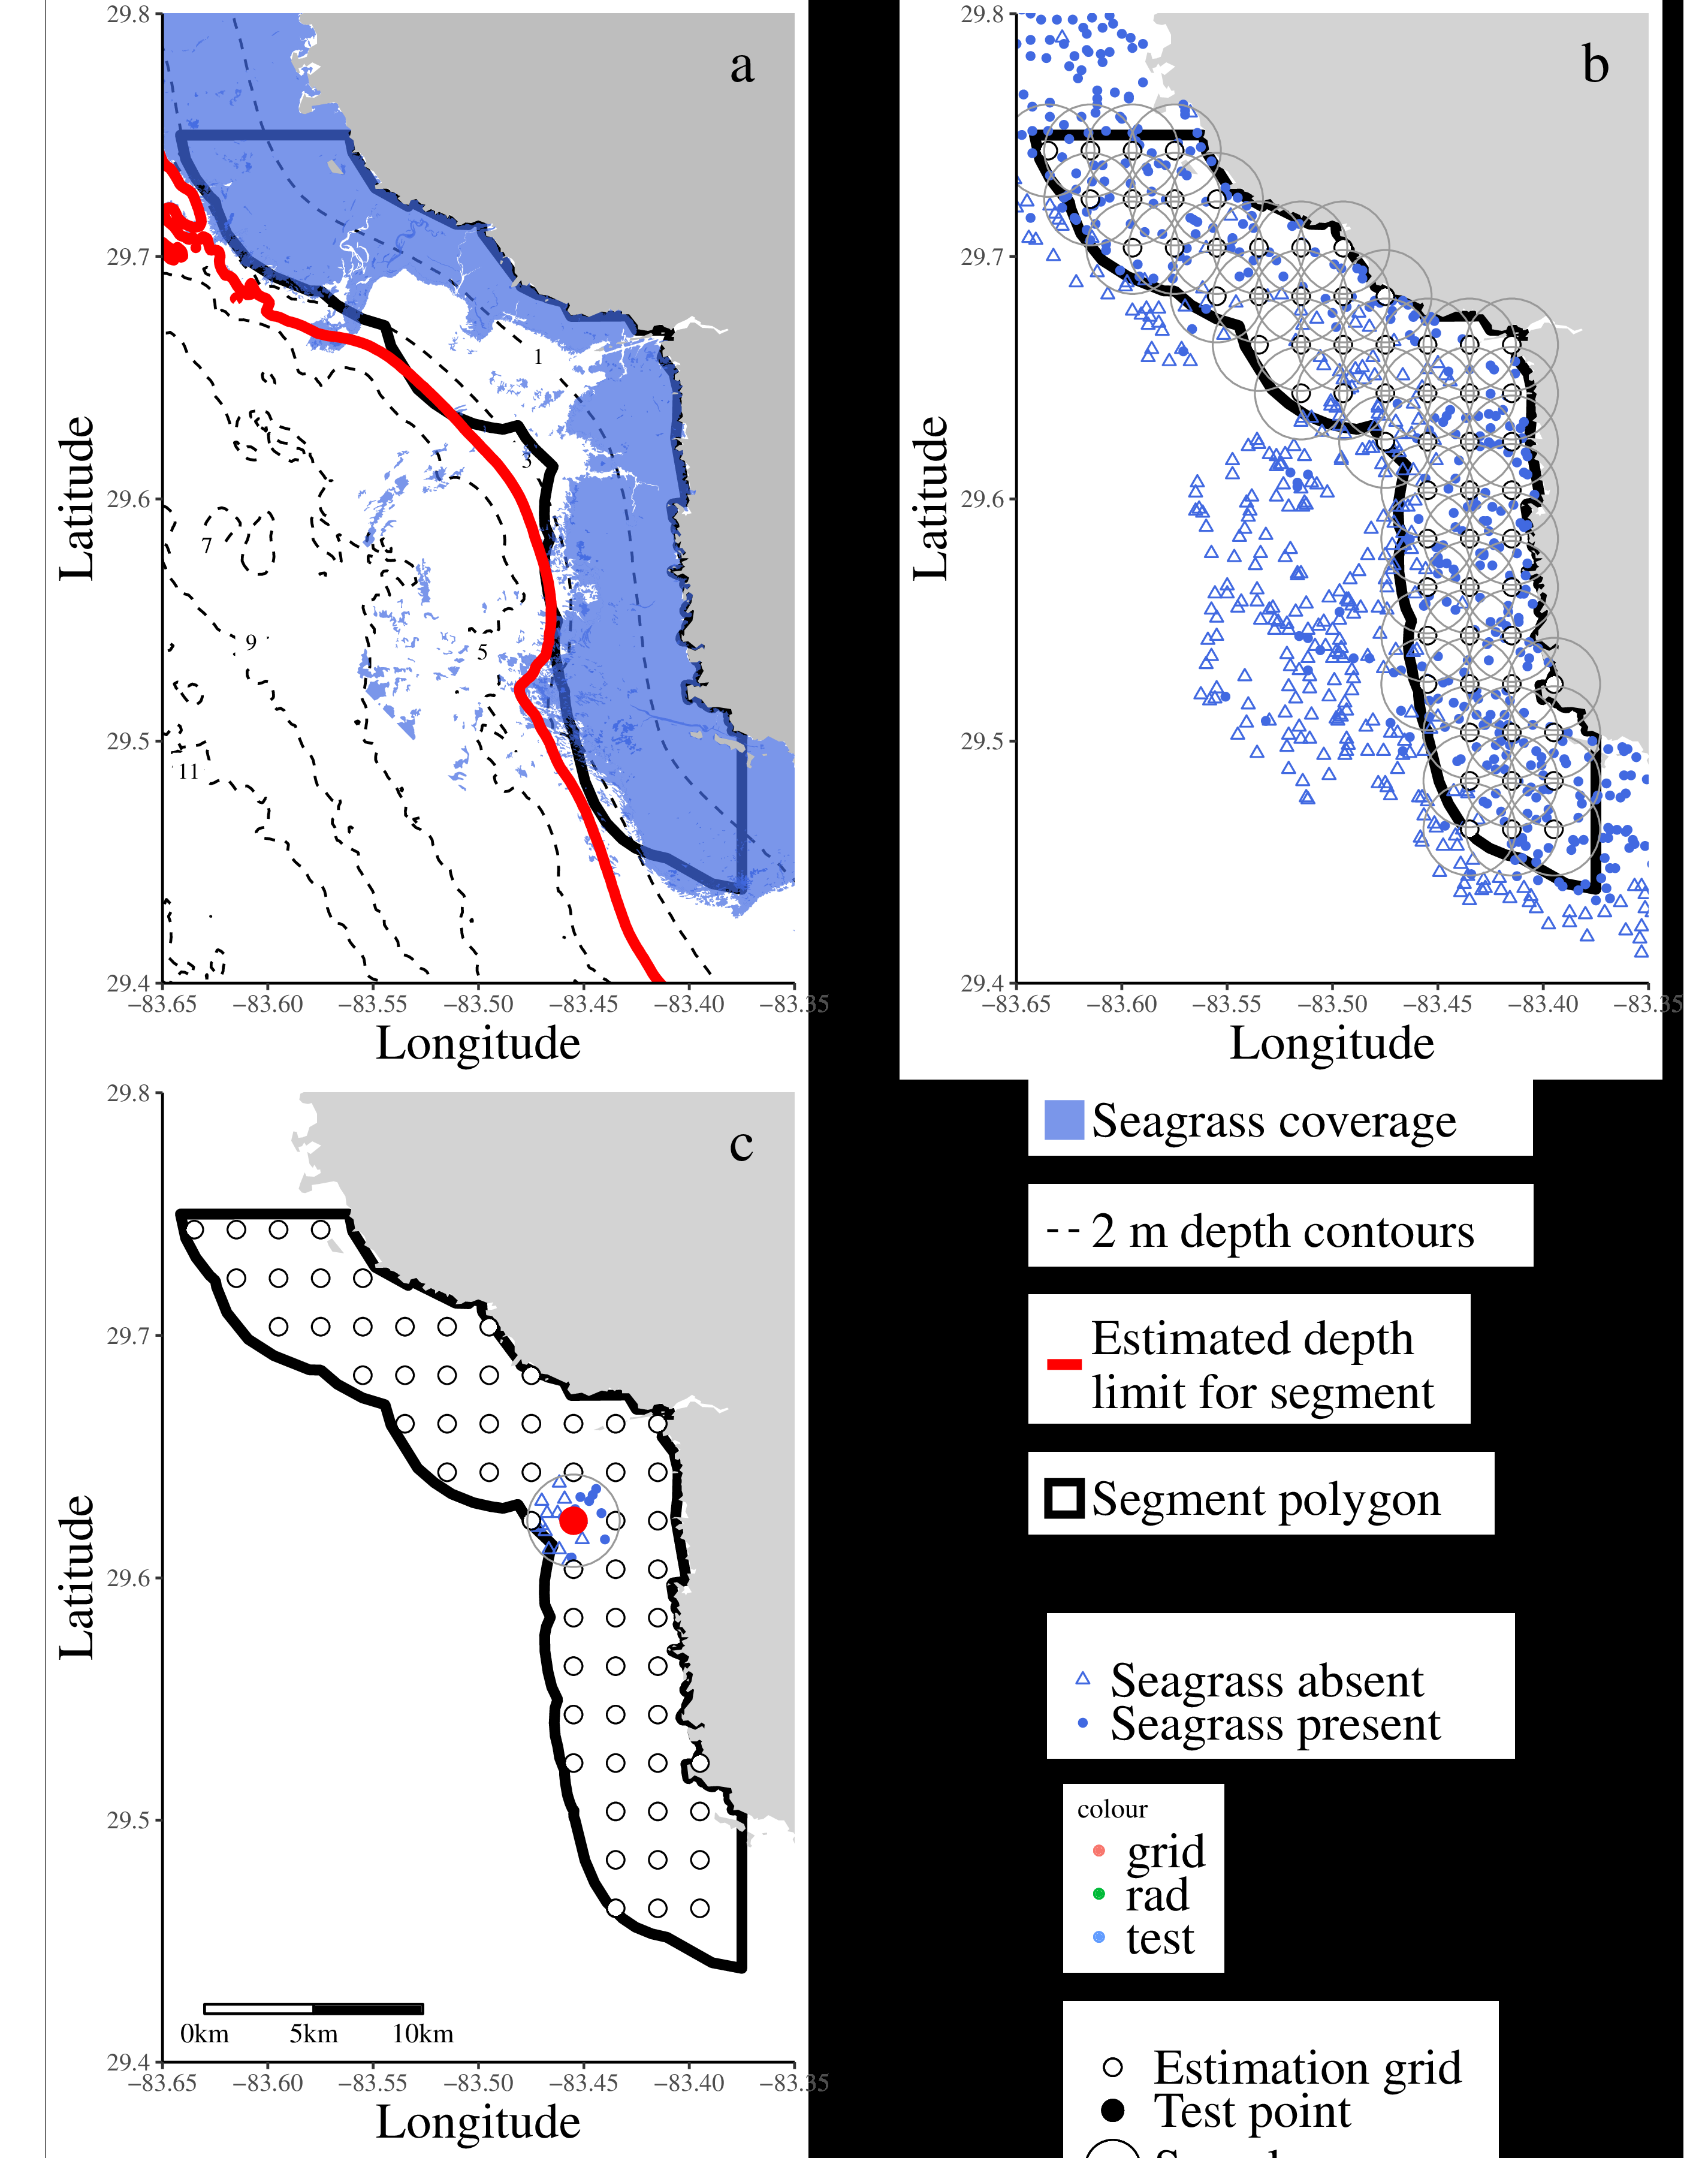 a
29.8
29.7
29.6
29.5
29.4
Latitude
1
3
5
7
9
11
−83.65
−83.60
−83.55
−83.50
−83.45
−83.40
−83.35
Longitude
b
29.8
29.7
29.6
29.5
29.4
Latitude
−83.65
−83.60
−83.55
−83.50
−83.45
−83.40
−83.35
Longitude
c
29.8
29.7
29.6
29.5
29.4
Latitude
0km
5km
10km
−83.65
−83.60
−83.55
−83.50
−83.45
−83.40
−83.35
Longitude
Seagrass coverage
2 m depth contours
Estimated depth
limit for segment
Segment polygon
Seagrass absent
Seagrass present
colour
grid
rad
test
Estimation grid
Test point